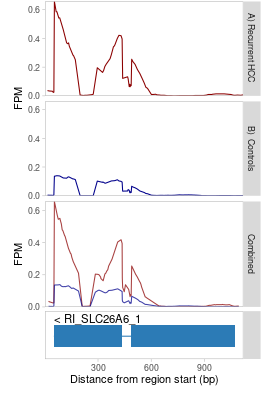 0.6
0.4
0.2
0.0
A) Recurrent HCC
FPM
0.6
0.4
0.2
0.0
B) Controls
0.6
0.4
0.2
0.0
Combined
FPM
< RI_SLC26A6_1
300 600 900
Distance from region start (bp)